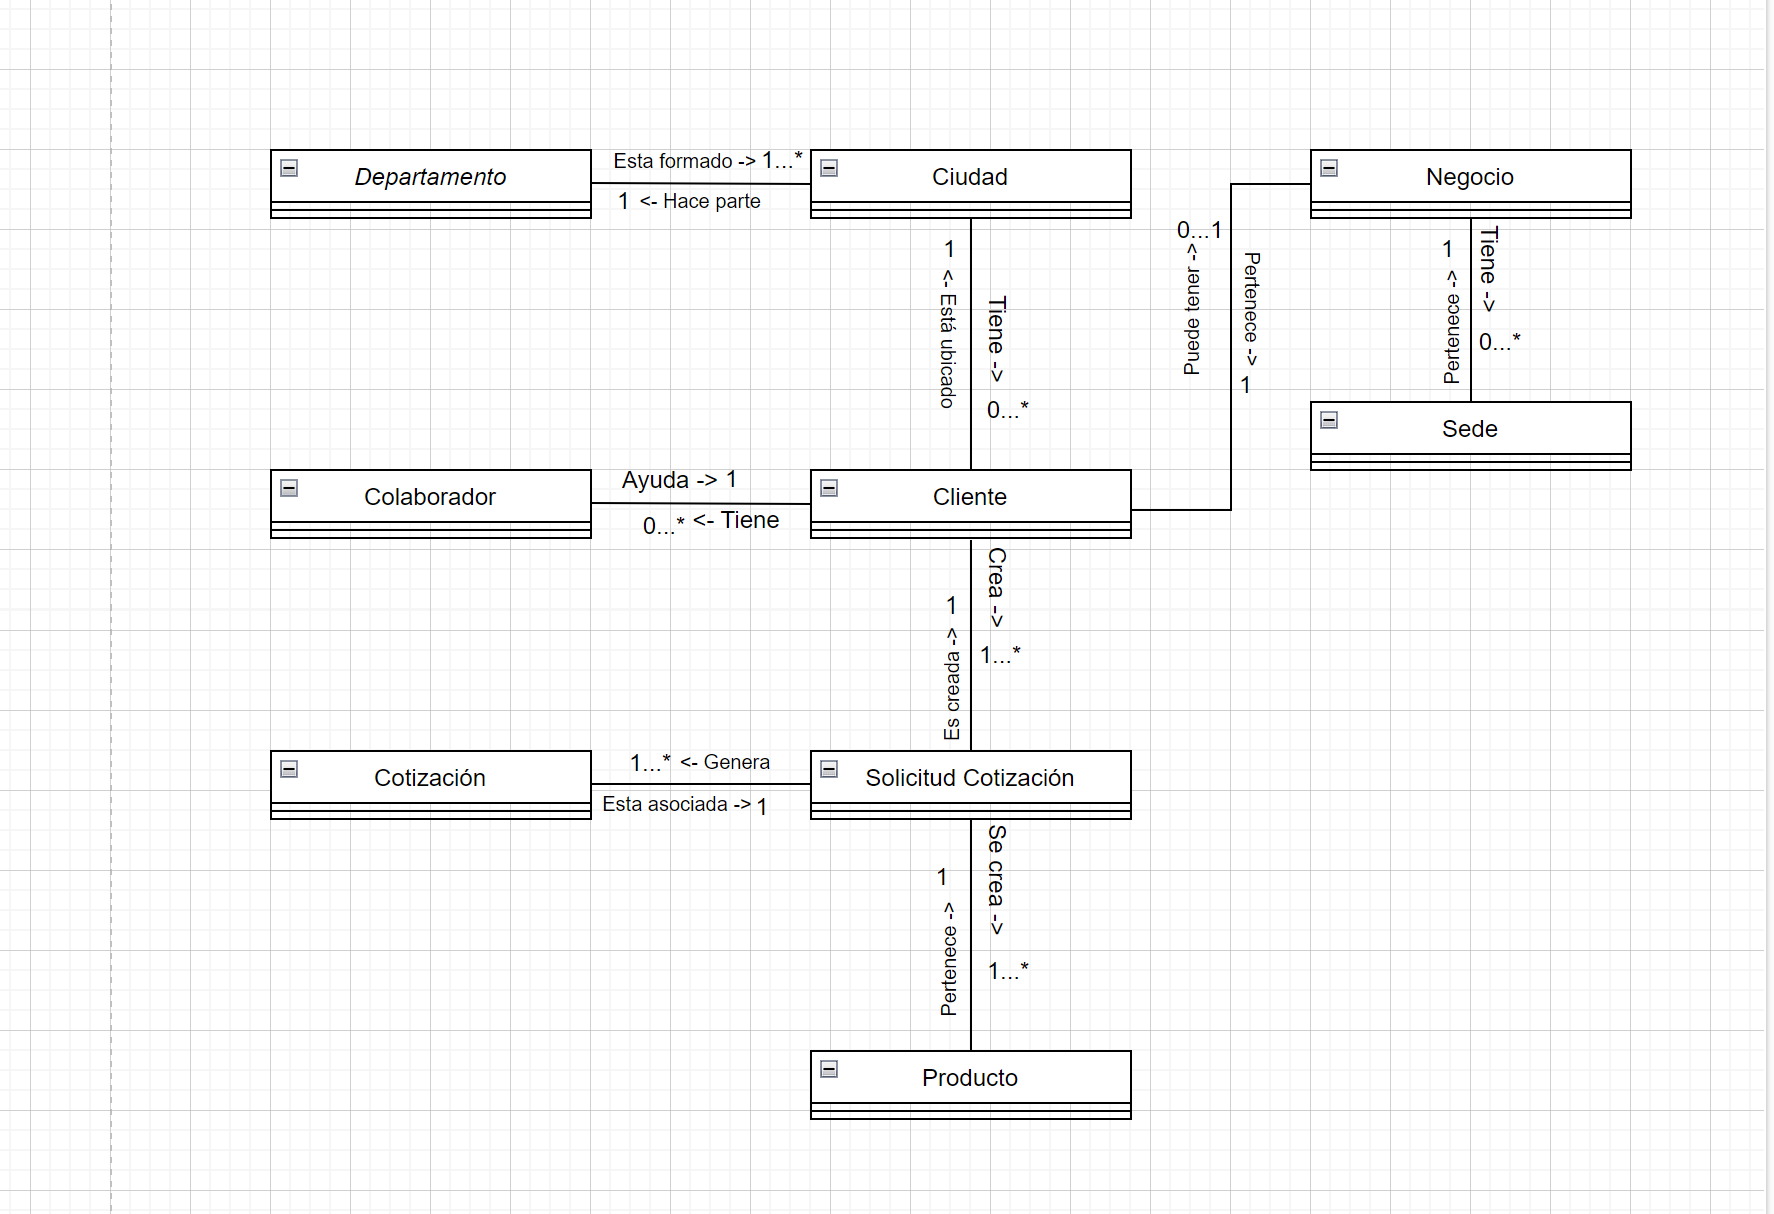 Departamento
Esta formado -> 1...*
1 <- Hace parte
Ciudad
Negocio
1
<- Está ubicado
Tiene ->
0...*
0...1
Puede tener ->
Pertenece ->
1
1
Pertenece ->
Tiene ->
0...*
Sede
Colaborador
Ayuda -> 1
0...* <- Tiene
Cliente
1
Es creada ->
Crea ->
1...*
Cotización
1...* <- Genera
Esta asociada -> 1
Solicitud Cotización
1
Pertenece ->
Se crea ->
1...*
Producto